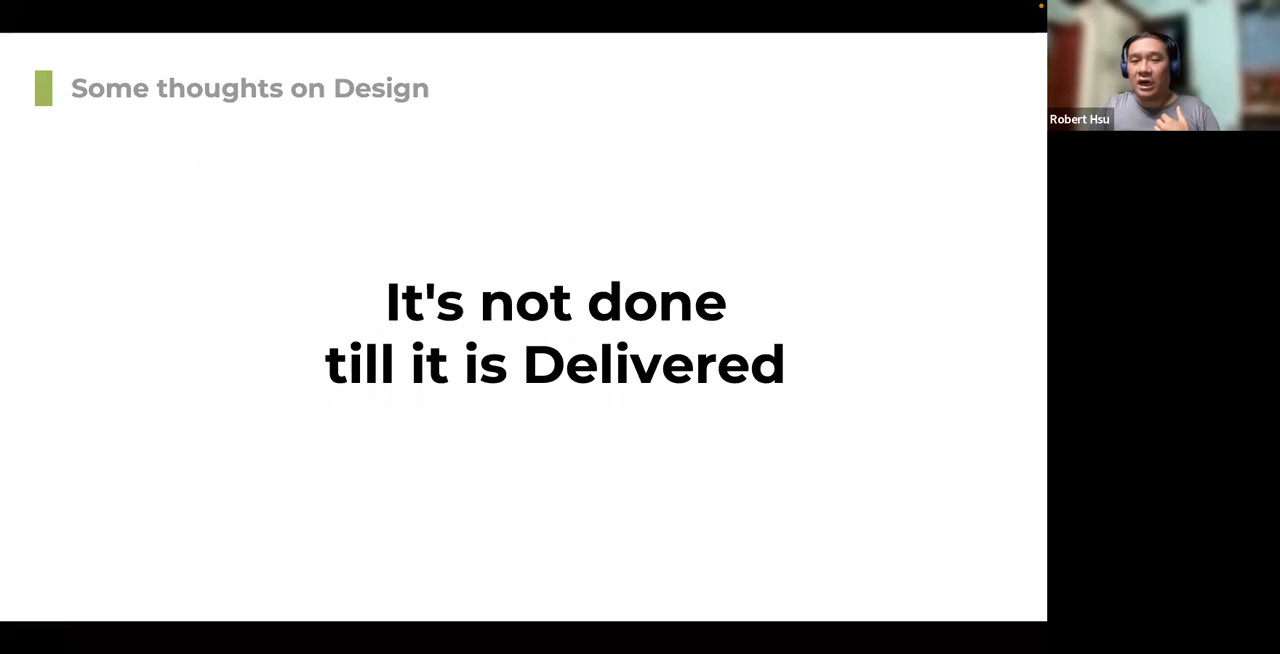 Some thoughts on Design
It's not done
till it is Delivered
Robert Hsu